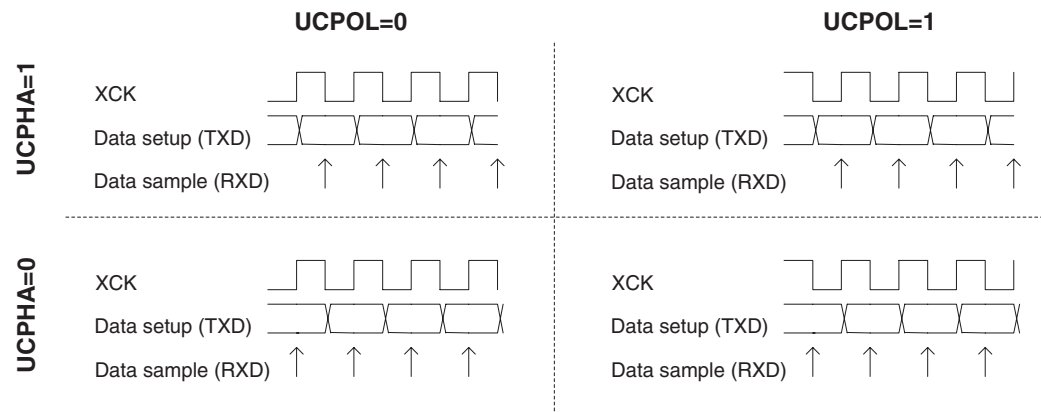 UCPOL=0
UCPOL=1
UCPHA=1
XCK
Data setup (TXD)
Data sample (RXD)
XCK
Data setup (TXD)
Data sample (RXD)
UCPHA=0
XCK
Data setup (TXD)
Data sample (RXD)
XCK
Data setup (TXD)
Data sample (RXD)